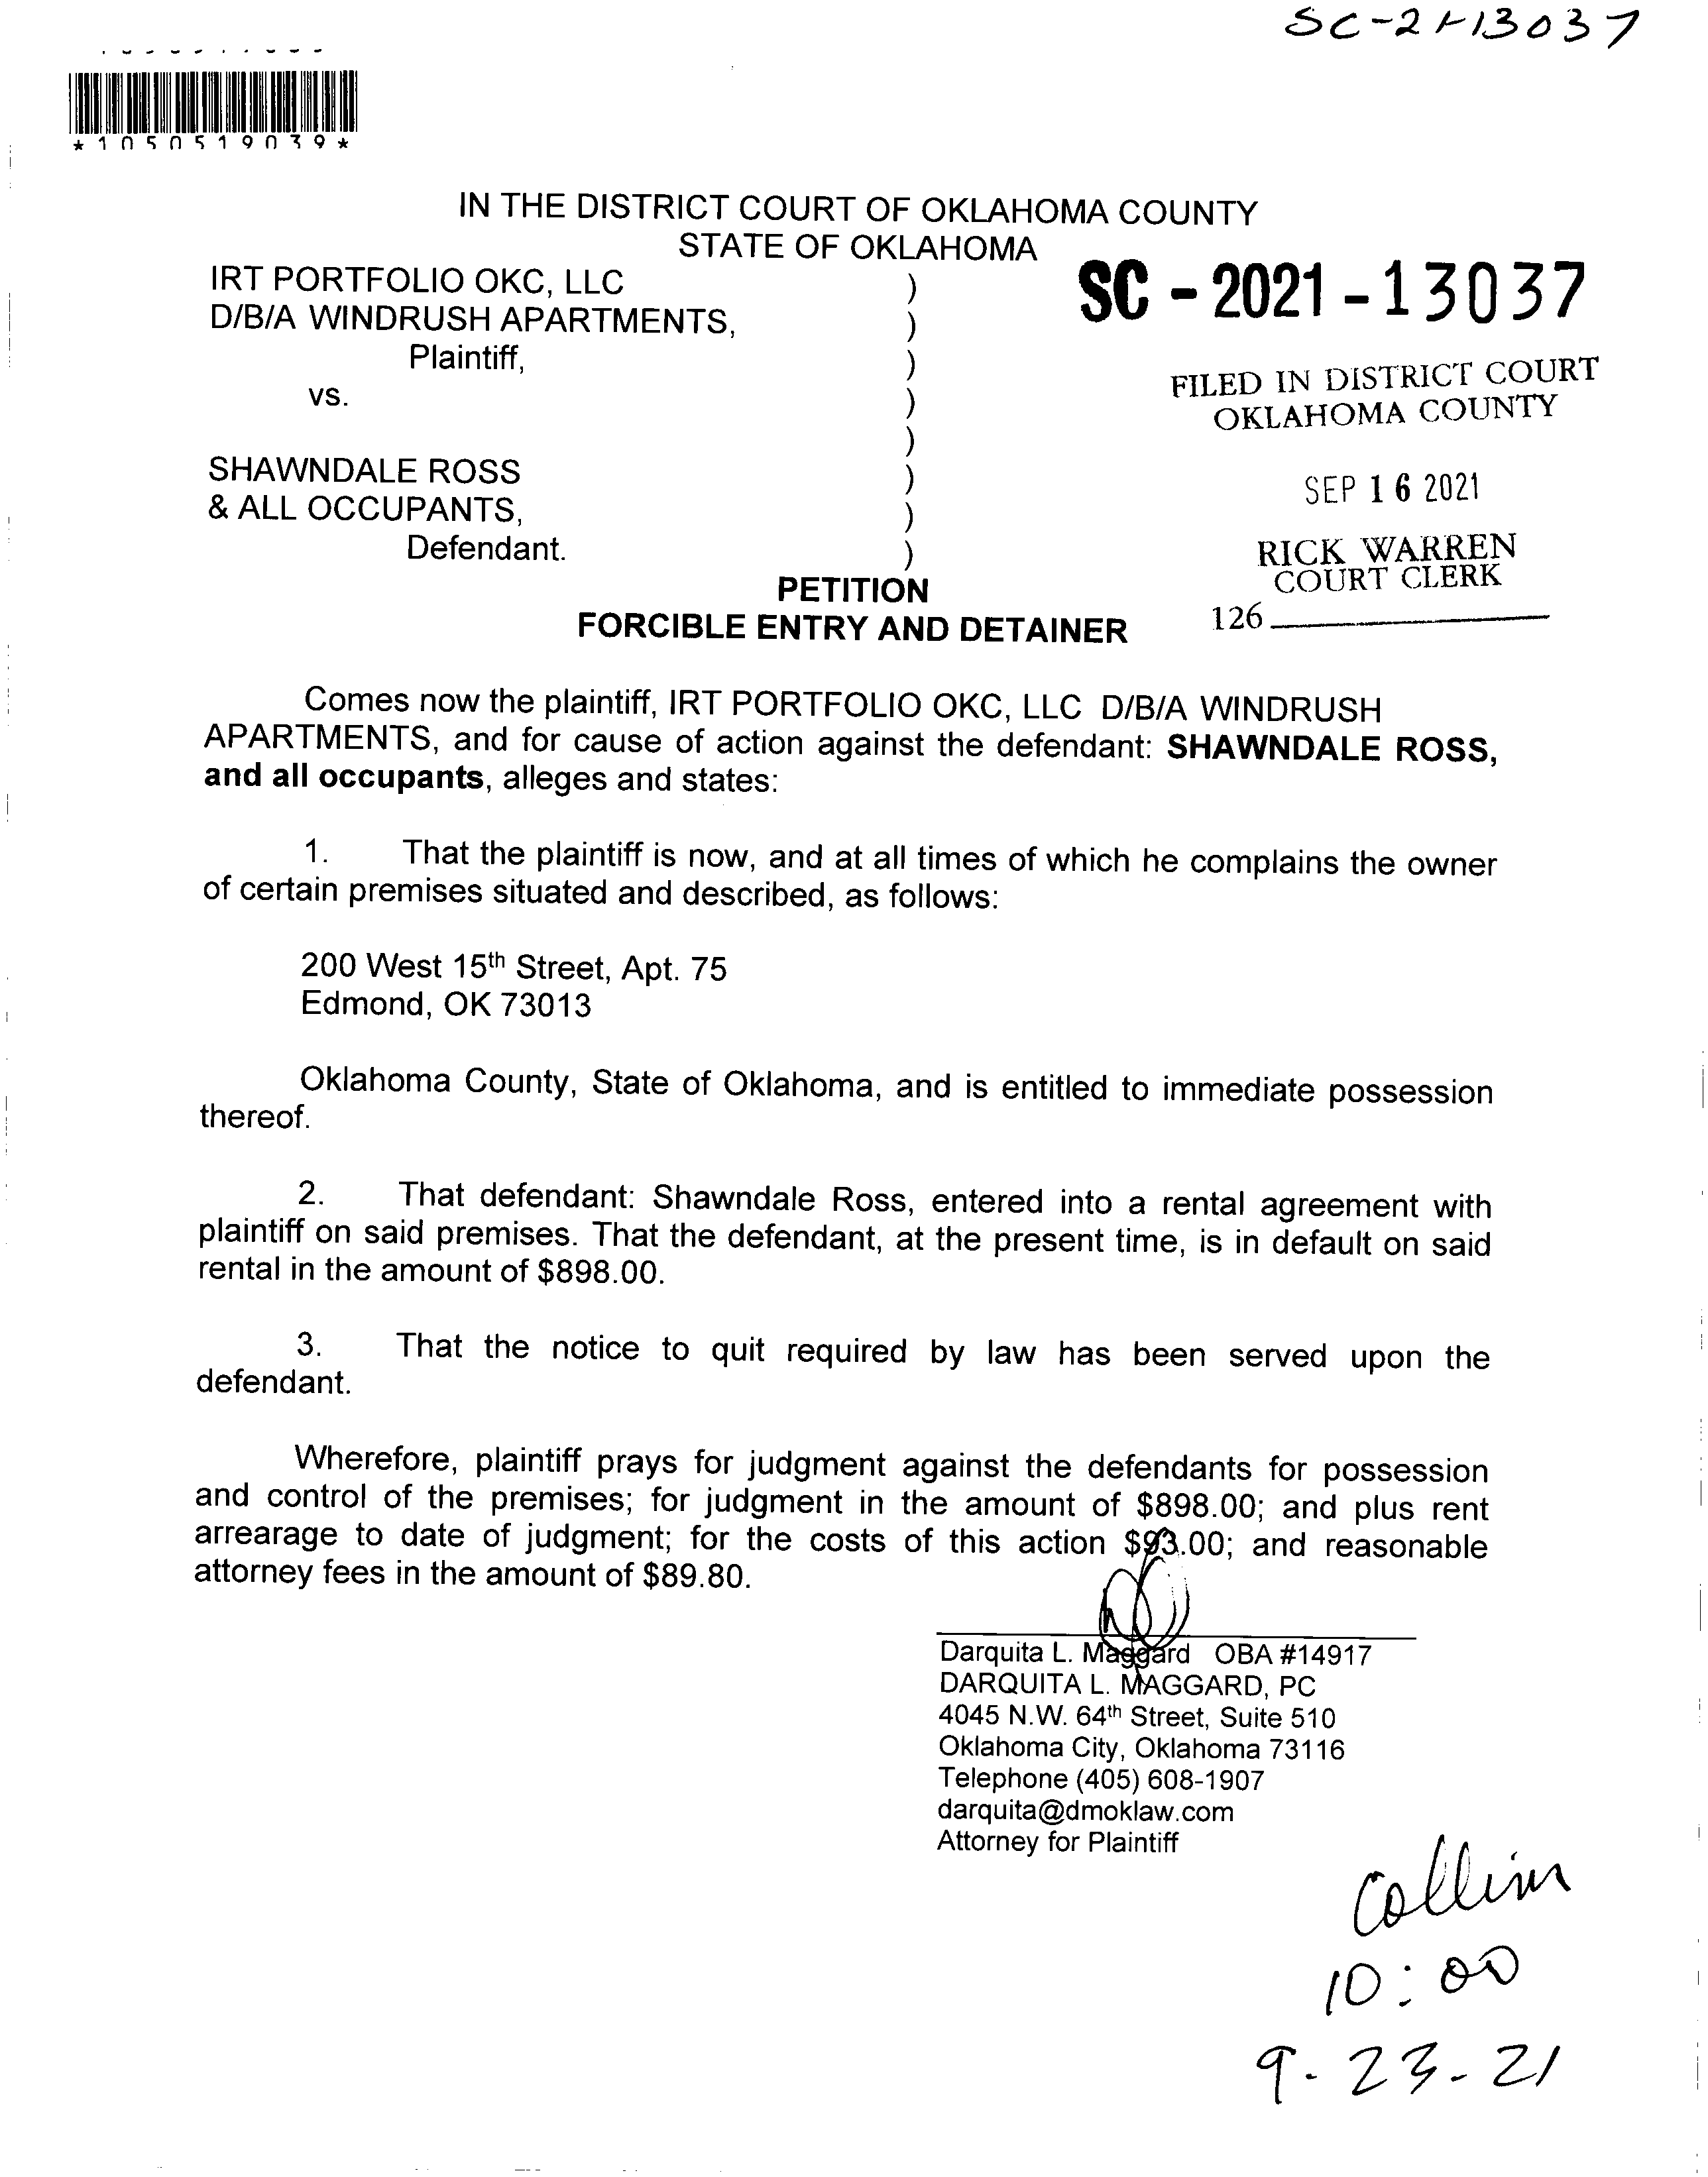 SC-21-13037
*1050519039*
IN THE DISTRICT COURT OF OKLAHOMA COUNTY
STATE OF OKLAHOMA
IRT PORTFOLIO OKC, LLC )
D/B/A WINDRUSH APARTMENTS, )
Plaintiff, )
vs. )
)
SHAWNDALE ROSS )
& ALL OCCUPANTS, )
Defendant. )
SC - 2021 - 13037
FILED IN DISTRICT COURT
OKLAHOMA COUNTY
SEP 16 2021
RICK WARREN
COURT CLERK
126
PETITION
FORCIBLE ENTRY AND DETAINER
Comes now the plaintiff, IRT PORTFOLIO OKC, LLC D/B/A WINDRUSH
APARTMENTS, and for cause of action against the defendant: SHAWNDALE ROSS,
and all occupants, alleges and states:
1. That the plaintiff is now, and at all times of which he complains the owner
of certain premises situated and described, as follows:
200 West 15th Street, Apt. 75
Edmond, OK 73013
Oklahoma County, State of Oklahoma, and is entitled to immediate possession
thereof.
2. That defendant: Shawndale Ross, entered into a rental agreement with
plaintiff on said premises. That the defendant, at the present time, is in default on said
rental in the amount of $898.00.
3. That the notice to quit required by law has been served upon the
defendant.
Wherefore, plaintiff prays for judgment against the defendants for possession
and control of the premises; for judgment in the amount of $898.00; and plus rent
arrearage to date of judgment; for the costs of this action $93.00; and reasonable
attorney fees in the amount of $89.80.
Darquita L. Maggard OBA #14917
DARQUITA L. MAGGARD, PC
4045 N.W. 64th Street, Suite 510
Oklahoma City, Oklahoma 73116
Telephone (405) 608-1907
darquita@dmoklaw.com
Attorney for Plaintiff
10:00
9-23-21